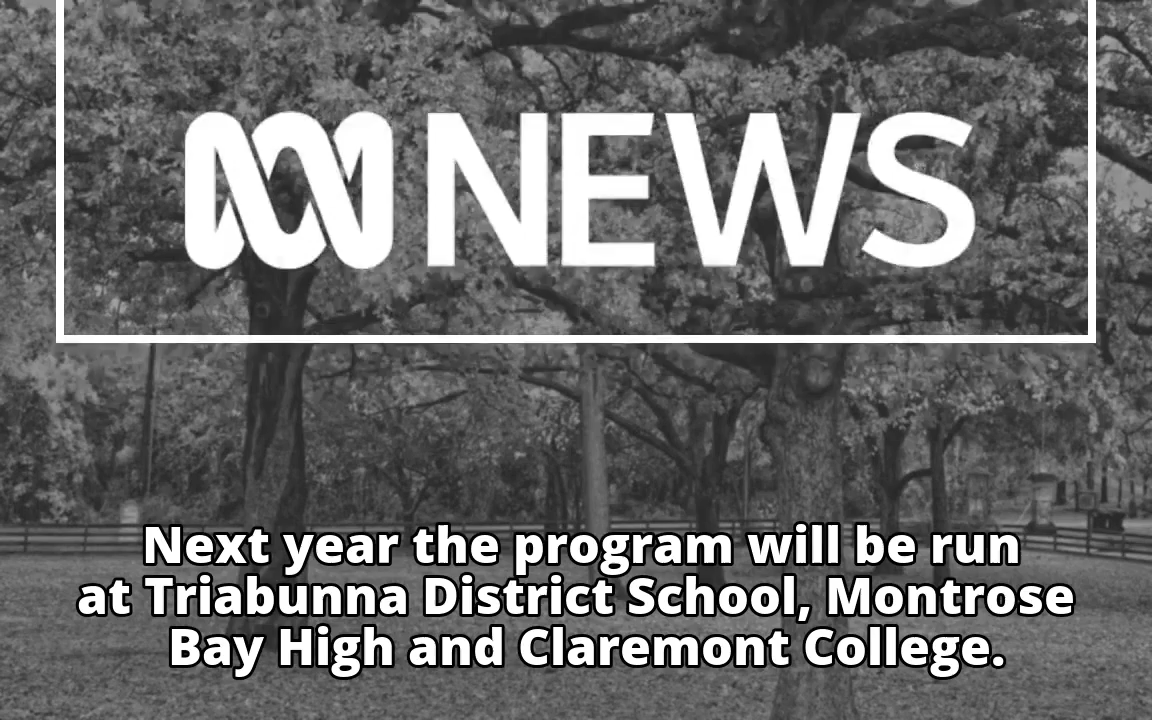 NEWS
Next year the program will be run
at Triabunna District School, Montrose
Bay High and Claremont College.